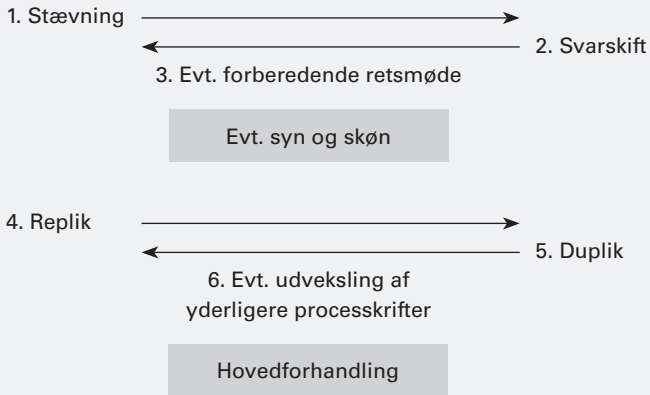 1. Stævning
2. Svarskift
3. Evt. forberedende retsmøde
Evt. syn og skøn
4. Replik
5. Duplik
6. Evt. udveksling af
yderligere processkrifter
Hovedforhandling